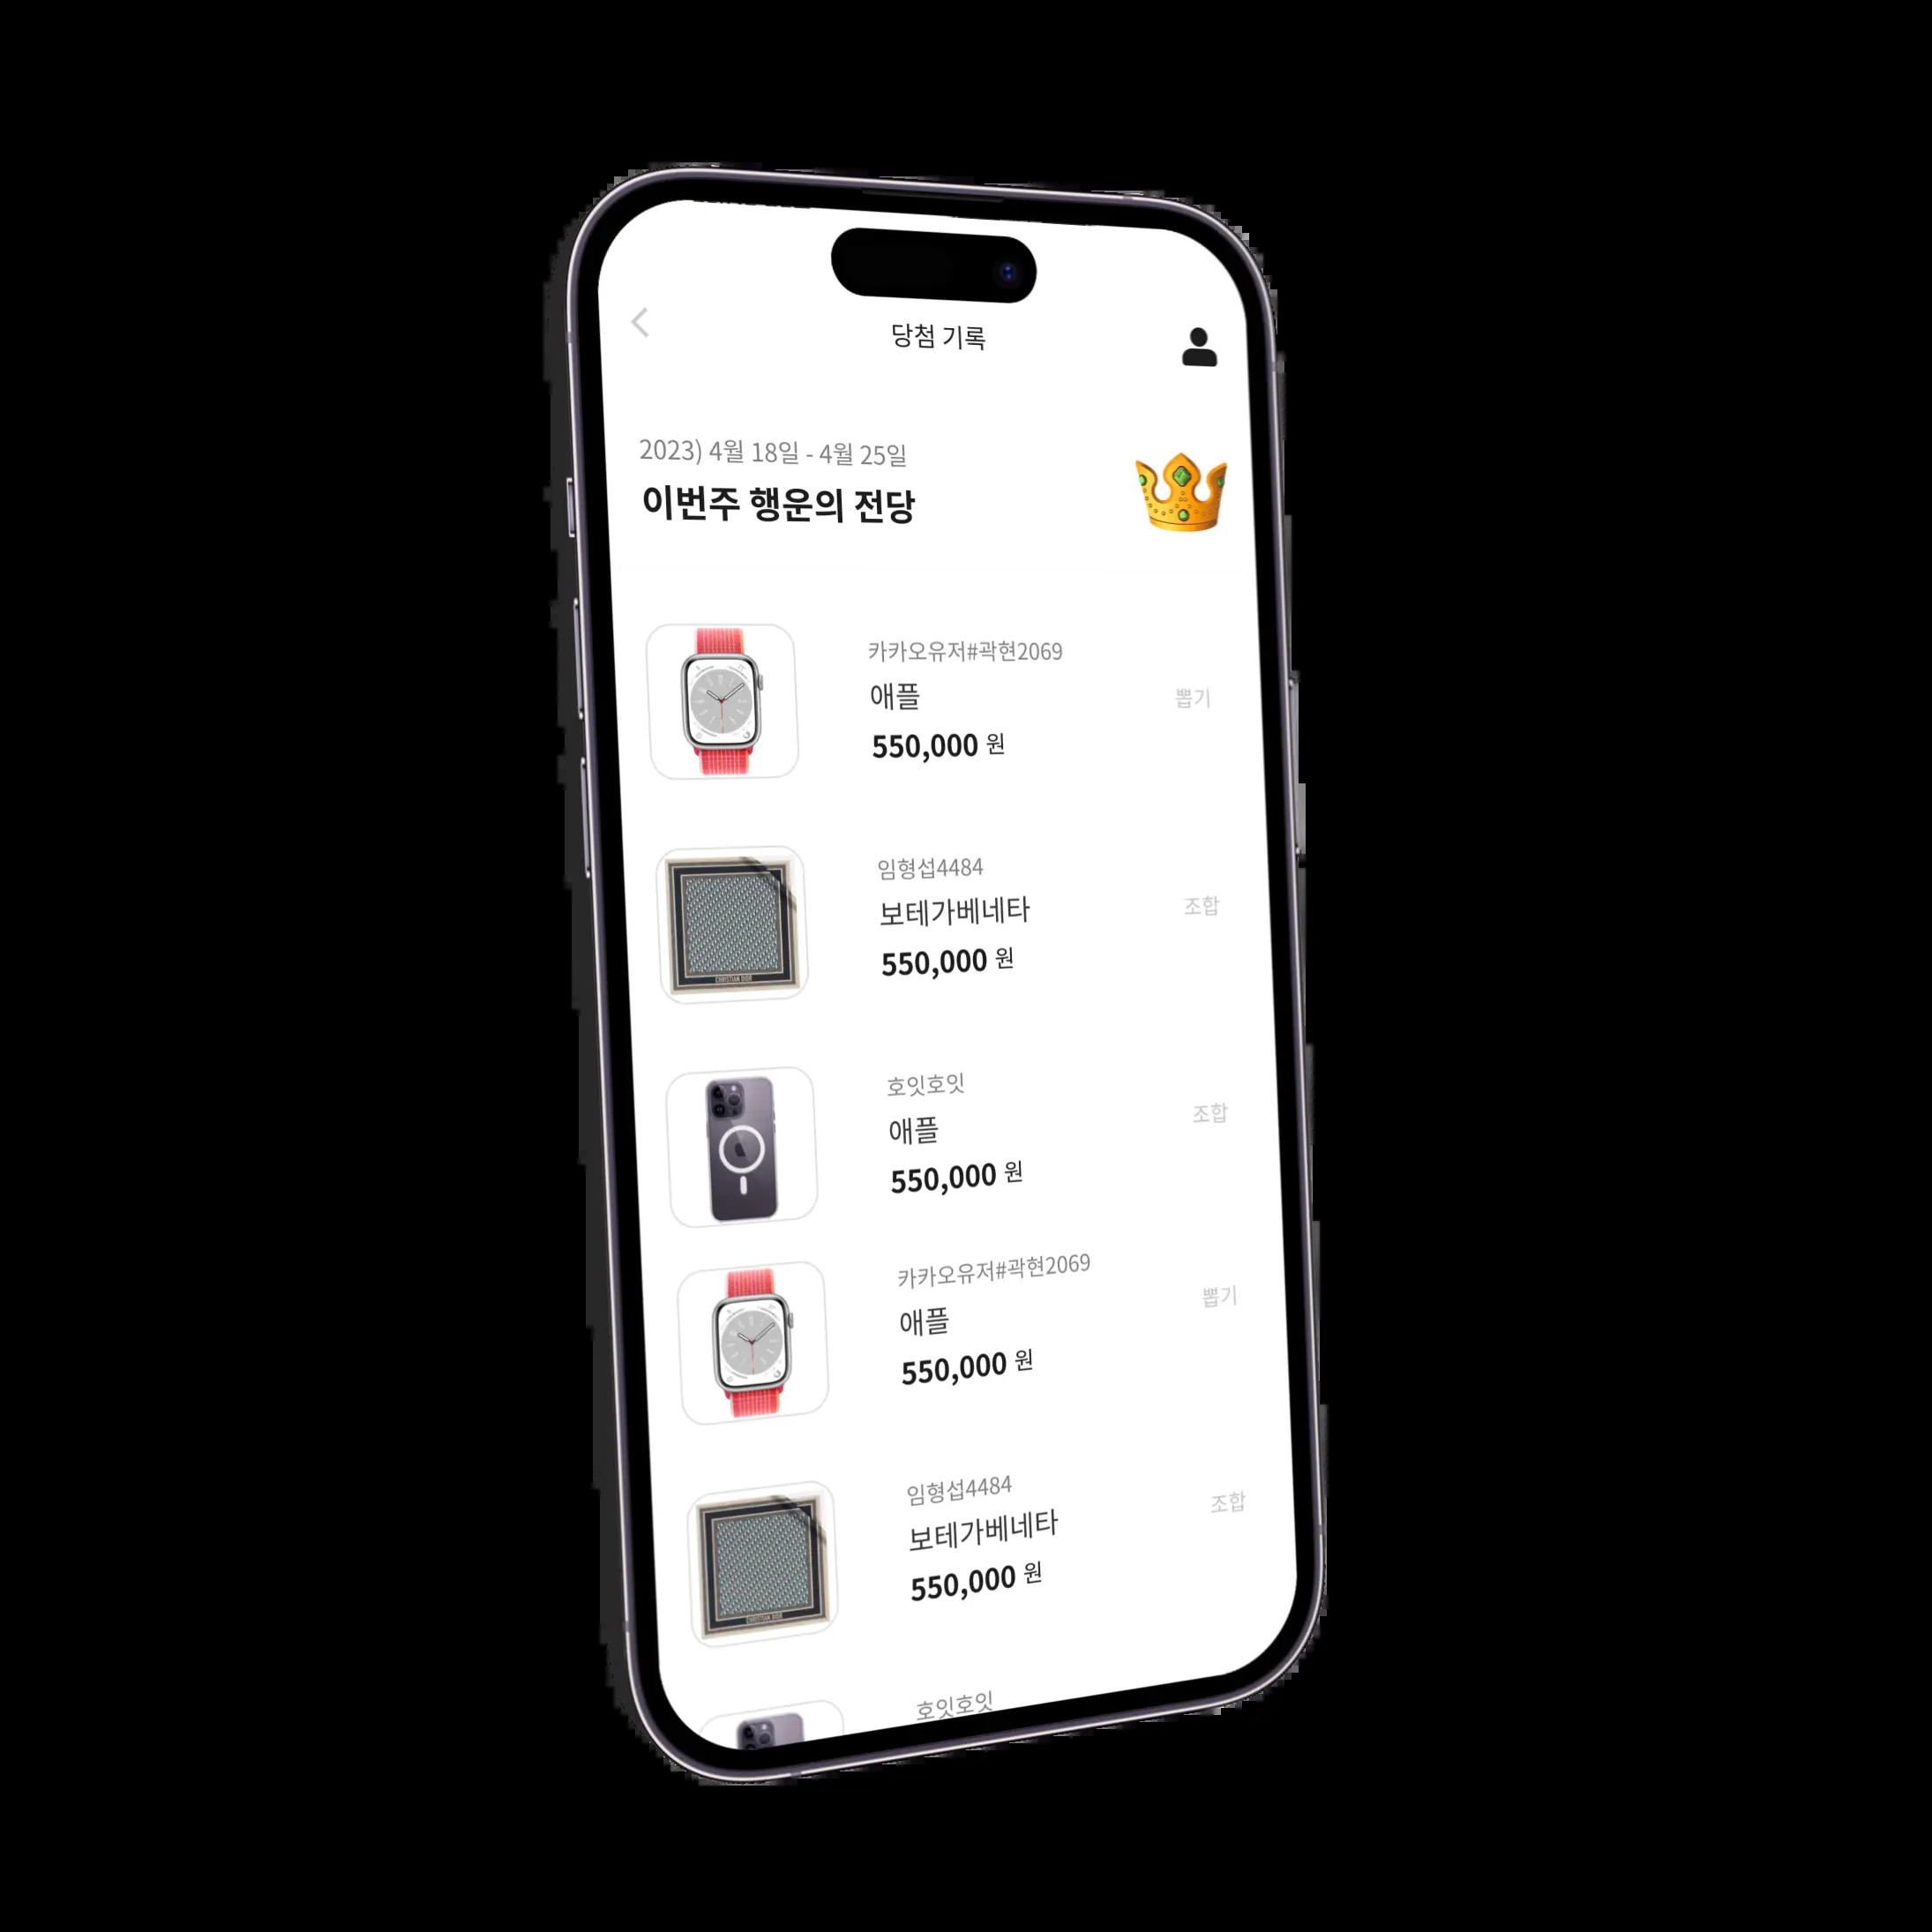 당첨 기록
2023) 4월 18일 - 4월 25일
이번주 행운의 전당
카카오유저#곽현2069
애플
뽑기
550,000 원
임형섭4484
보테가베네타
조합
550,000 원
CHRISTIAN DIOR
호잇호잇
애플
조합
550,000 원
카카오유저#곽현2069
애플
뽑기
550,000 원
임형섭4484
보테가베네타
조합
550,000 원
CHRISTIAN DIOR
호잇호잇